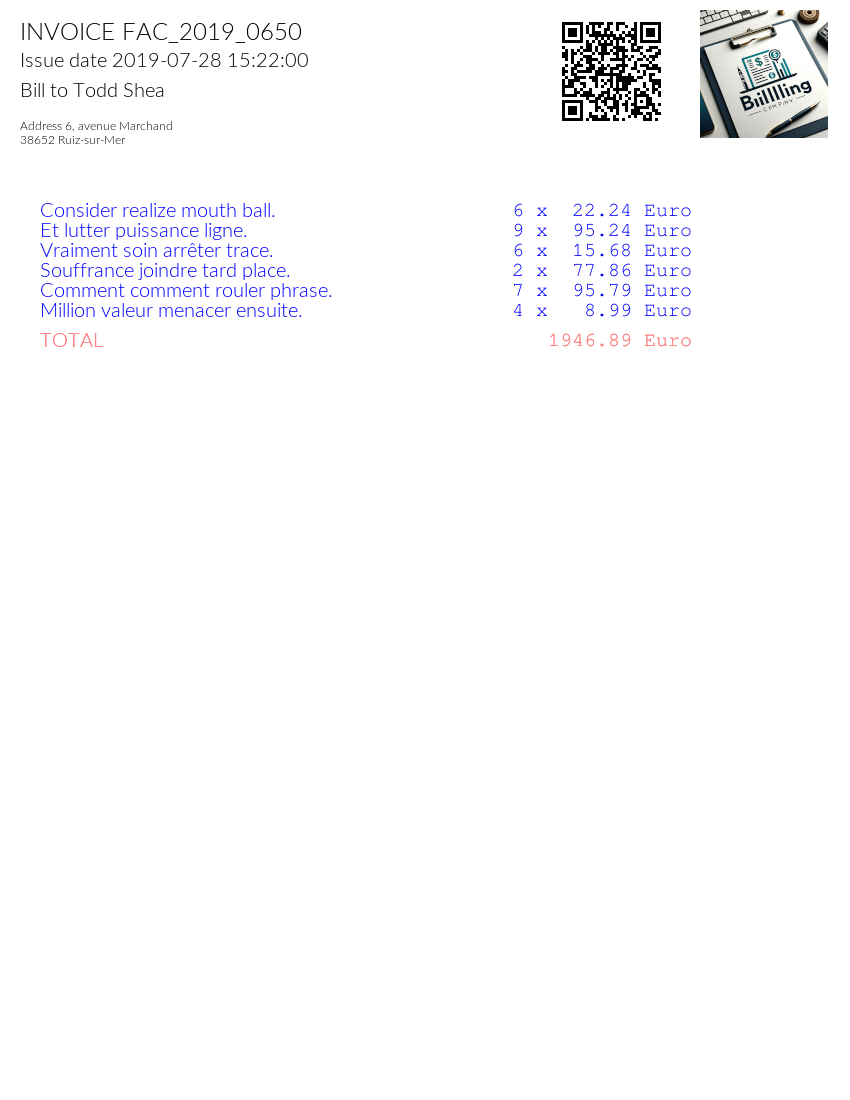 INVOICE FAC_2019_0650
Issue date 2019-07-28 15:22:00
Bill to Todd Shea
Address 6, avenue Marchand
38652 Ruiz-sur-Mer
Biillling
COMPANY
Consider realize mouth ball. 6 x 22.24 Euro
Et lutter puissance ligne. 9 x 95.24 Euro
Vraiment soin arrêter trace. 6 x 15.68 Euro
Souffrance joindre tard place. 2 x 77.86 Euro
Comment comment rouler phrase. 7 x 95.79 Euro
Million valeur menacer ensuite. 4 x 8.99 Euro
TOTAL 1946.89 Euro